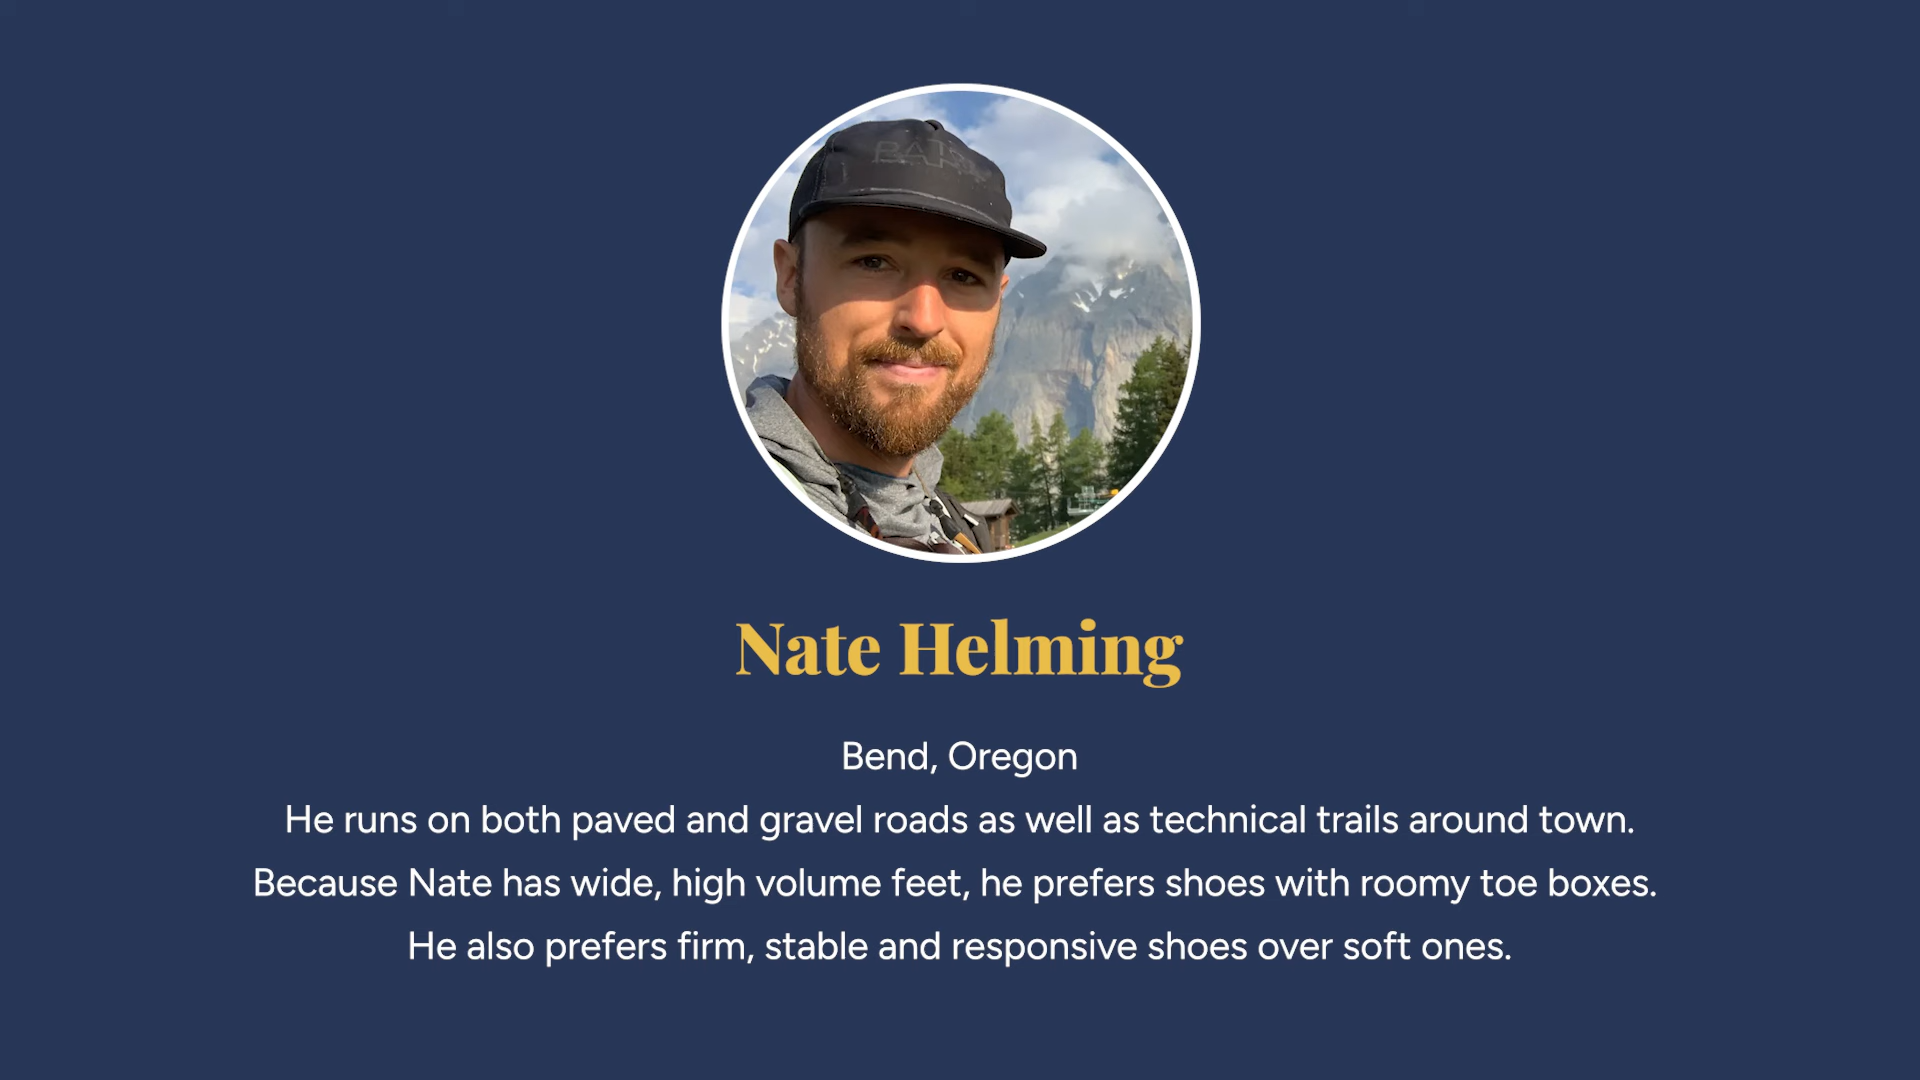 Nate Helming
Bend, Oregon
He runs on both paved and gravel roads as well as technical trails around town.
Because Nate has wide, high volume feet, he prefers shoes with roomy toe boxes.
He also prefers firm, stable and responsive shoes over soft ones.